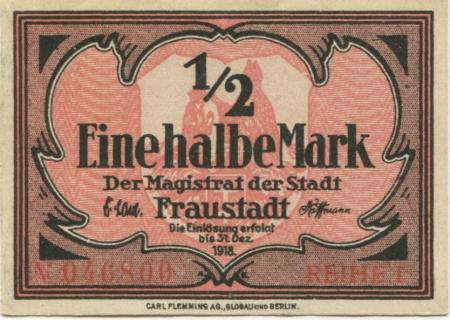 1/2
Eine halbe Mark
Der Magistrat der Stadt
Fraustadt
Die Einlösung erfolgt
bis 31. Dez.
1918.
No 046800 REIHE I
CARL FLEMMING AG., GLOGAU UND BERLIN.